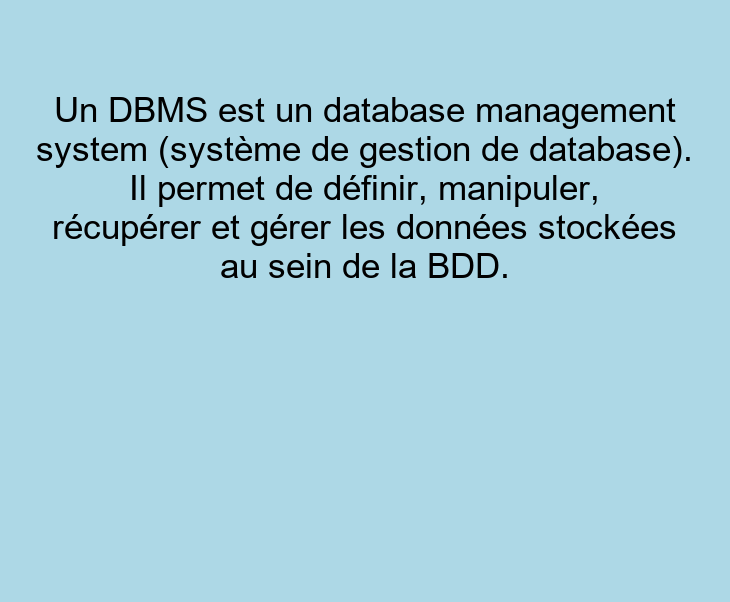 Un DBMS est un database management
system (système de gestion de database).
Il permet de définir, manipuler,
récupérer et gérer les données stockées
au sein de la BDD.